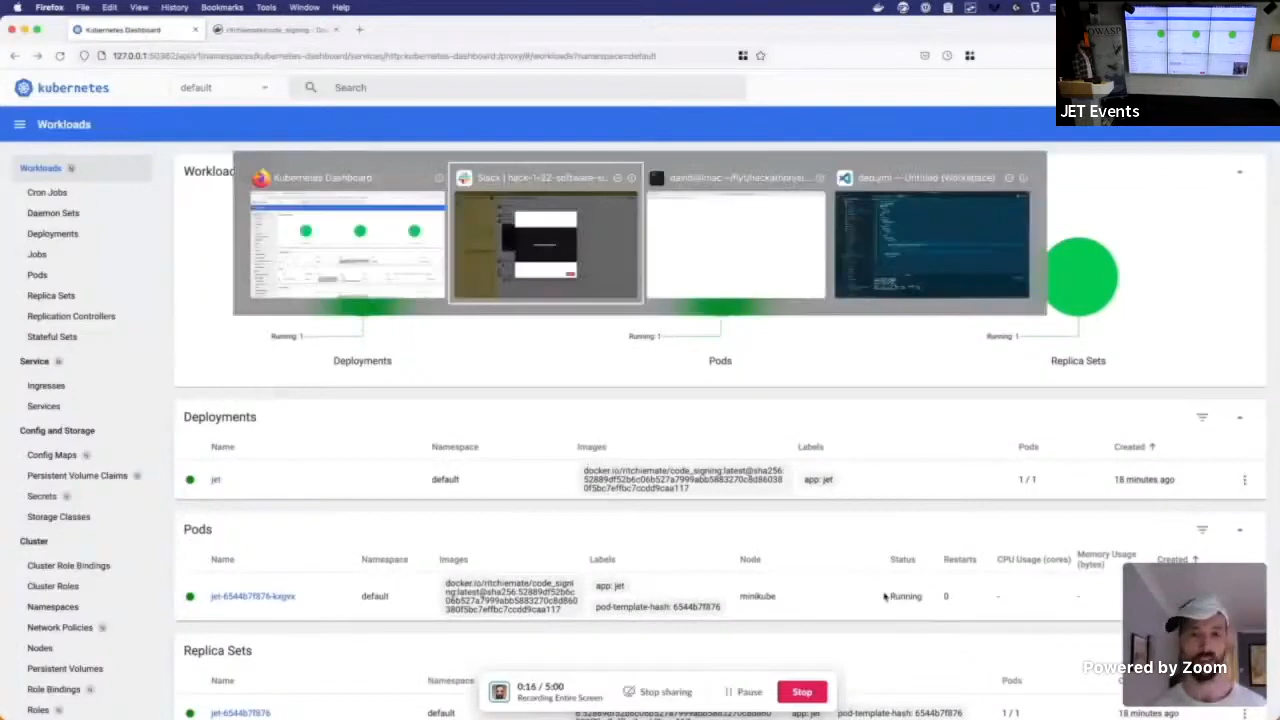 Firefox File Edit View History Bookmarks Tools Window Help
Kubernetes Dashboard
kubernetes
default
Search
JET Events
Workloads
Workloads N
Cron Jobs
Daemon Sets
Deployments
Jobs
Pods
Replica Sets
Replication Controllers
Stateful Sets
Service N
Ingresses
Services
Config and Storage
Config Maps N
Persistent Volume Claims N
Secrets N
Storage Classes
Cluster
Cluster Role Bindings
Cluster Roles
Namespaces
Network Policies N
Nodes
Persistent Volumes
Role Bindings N
Roles N
Kubernetes Dashboard
Running: 1
Running: 1
Running: 1
Deployments
Pods
Replica Sets
Deployments
Name Namespace Images Labels Pods Created ↑
jet default app: jet 1 / 1 18 minutes ago
Pods
Name Namespace Images Labels Node Status Restarts CPU Usage (cores) Memory Usage (bytes) Created ↑
default app: jet minikube Running 0 - -
pod-template-hash: 6544b7f876
Replica Sets
Name Namespace Pods
jet-6544b7f876 default app: jet pod-template-hash: 6544b7f876 1 / 1 18 minutes ago
0:16 / 5:00
Recording Entire Screen
Stop sharing
Pause
Stop
Powered by Zoom